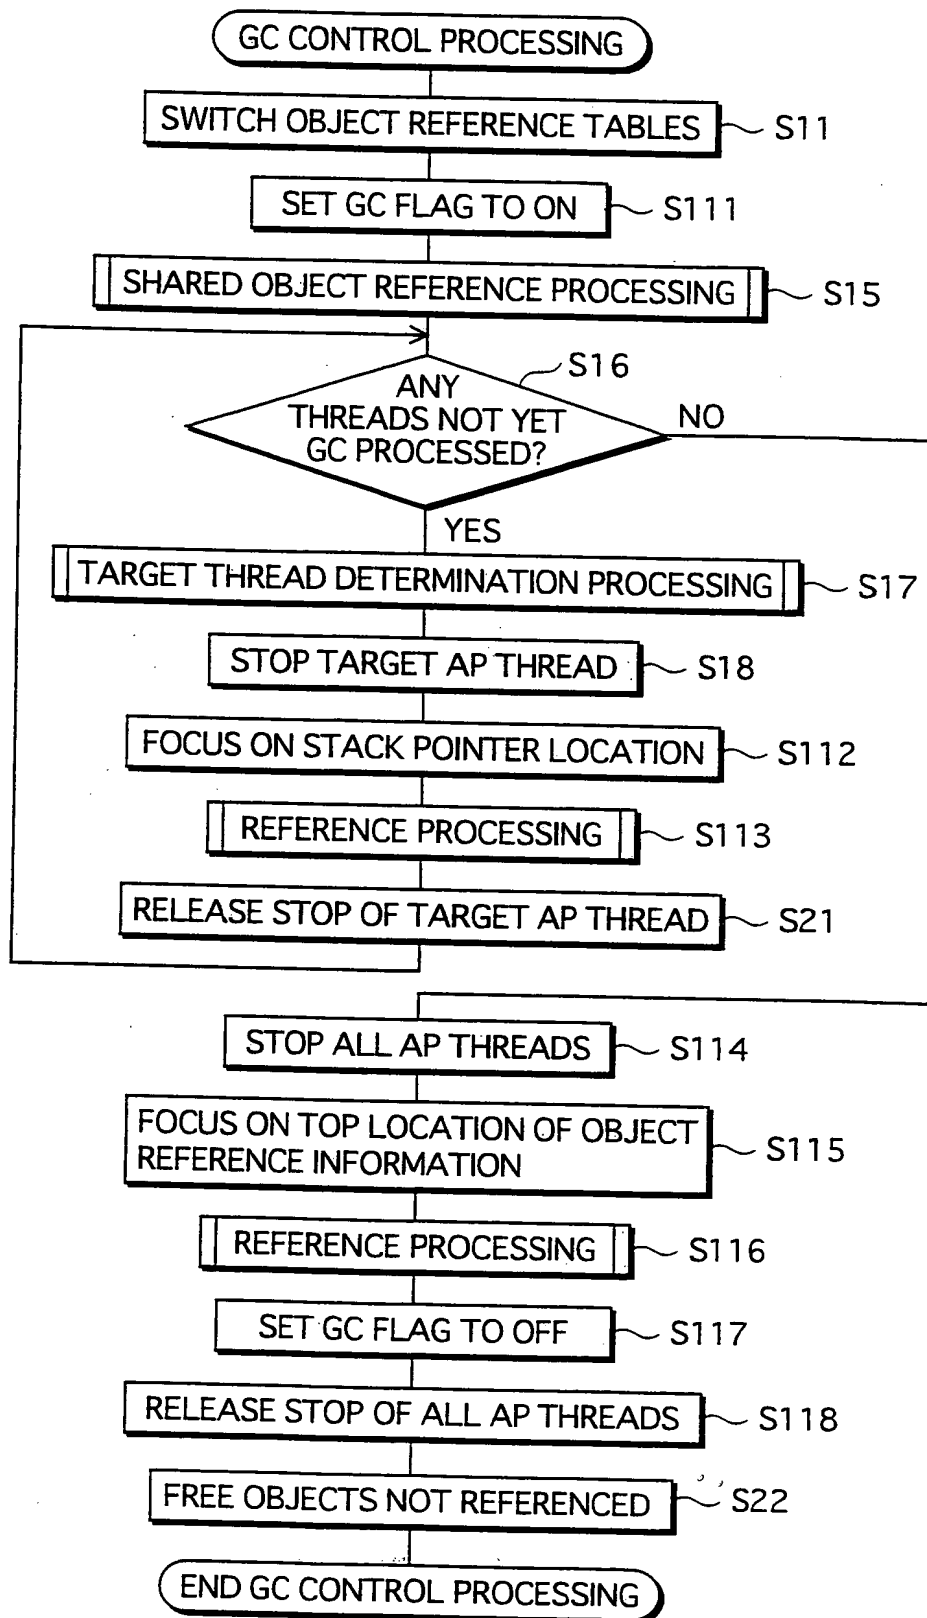 GC CONTROL PROCESSING
SWITCH OBJECT REFERENCE TABLES
S11
SET GC FLAG TO ON
S111
SHARED OBJECT REFERENCE PROCESSING
S15
S16
ANY
THREADS NOT YET
GC PROCESSED?
NO
YES
TARGET THREAD DETERMINATION PROCESSING
S17
STOP TARGET AP THREAD
S18
FOCUS ON STACK POINTER LOCATION
S112
REFERENCE PROCESSING
S113
RELEASE STOP OF TARGET AP THREAD
S21
STOP ALL AP THREADS
S114
FOCUS ON TOP LOCATION OF OBJECT
REFERENCE INFORMATION
S115
REFERENCE PROCESSING
S116
SET GC FLAG TO OFF
S117
RELEASE STOP OF ALL AP THREADS
S118
FREE OBJECTS NOT REFERENCED
S22
END GC CONTROL PROCESSING